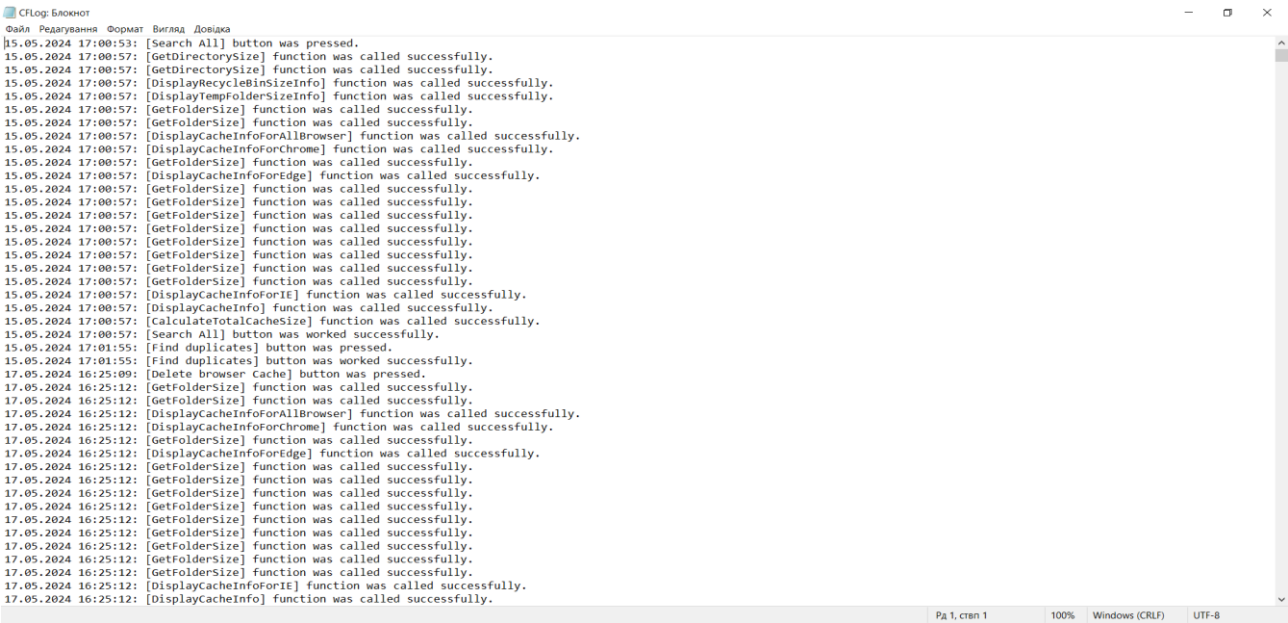 CFLog: Блокнот
Файл Редагування Формат Вигляд Довідка
15.05.2024 17:00:53: [Search All] button was pressed.
15.05.2024 17:00:57: [GetDirectorySize] function was called successfully.
15.05.2024 17:00:57: [GetDirectorySize] function was called successfully.
15.05.2024 17:00:57: [DisplayRecycleBinSizeInfo] function was called successfully.
15.05.2024 17:00:57: [DisplayTempFolderSizeInfo] function was called successfully.
15.05.2024 17:00:57: [GetFolderSize] function was called successfully.
15.05.2024 17:00:57: [GetFolderSize] function was called successfully.
15.05.2024 17:00:57: [DisplayCacheInfoForAllBrowser] function was called successfully.
15.05.2024 17:00:57: [DisplayCacheInfoForChrome] function was called successfully.
15.05.2024 17:00:57: [GetFolderSize] function was called successfully.
15.05.2024 17:00:57: [DisplayCacheInfoForEdge] function was called successfully.
15.05.2024 17:00:57: [GetFolderSize] function was called successfully.
15.05.2024 17:00:57: [GetFolderSize] function was called successfully.
15.05.2024 17:00:57: [GetFolderSize] function was called successfully.
15.05.2024 17:00:57: [GetFolderSize] function was called successfully.
15.05.2024 17:00:57: [GetFolderSize] function was called successfully.
15.05.2024 17:00:57: [GetFolderSize] function was called successfully.
15.05.2024 17:00:57: [GetFolderSize] function was called successfully.
15.05.2024 17:00:57: [GetFolderSize] function was called successfully.
15.05.2024 17:00:57: [DisplayCacheInfoForIE] function was called successfully.
15.05.2024 17:00:57: [DisplayCacheInfo] function was called successfully.
15.05.2024 17:00:57: [CalculateTotalCacheSize] function was called successfully.
15.05.2024 17:00:57: [Search All] button was worked successfully.
15.05.2024 17:01:55: [Find duplicates] button was pressed.
15.05.2024 17:01:55: [Find duplicates] button was worked successfully.
17.05.2024 16:25:09: [Delete browser Cache] button was pressed.
17.05.2024 16:25:12: [GetFolderSize] function was called successfully.
17.05.2024 16:25:12: [GetFolderSize] function was called successfully.
17.05.2024 16:25:12: [DisplayCacheInfoForAllBrowser] function was called successfully.
17.05.2024 16:25:12: [DisplayCacheInfoForChrome] function was called successfully.
17.05.2024 16:25:12: [GetFolderSize] function was called successfully.
17.05.2024 16:25:12: [DisplayCacheInfoForEdge] function was called successfully.
17.05.2024 16:25:12: [GetFolderSize] function was called successfully.
17.05.2024 16:25:12: [GetFolderSize] function was called successfully.
17.05.2024 16:25:12: [GetFolderSize] function was called successfully.
17.05.2024 16:25:12: [GetFolderSize] function was called successfully.
17.05.2024 16:25:12: [GetFolderSize] function was called successfully.
17.05.2024 16:25:12: [GetFolderSize] function was called successfully.
17.05.2024 16:25:12: [GetFolderSize] function was called successfully.
17.05.2024 16:25:12: [GetFolderSize] function was called successfully.
17.05.2024 16:25:12: [GetFolderSize] function was called successfully.
17.05.2024 16:25:12: [DisplayCacheInfoForIE] function was called successfully.
17.05.2024 16:25:12: [DisplayCacheInfo] function was called successfully.
Рд 1, ствп 1 100% Windows (CRLF) UTF-8